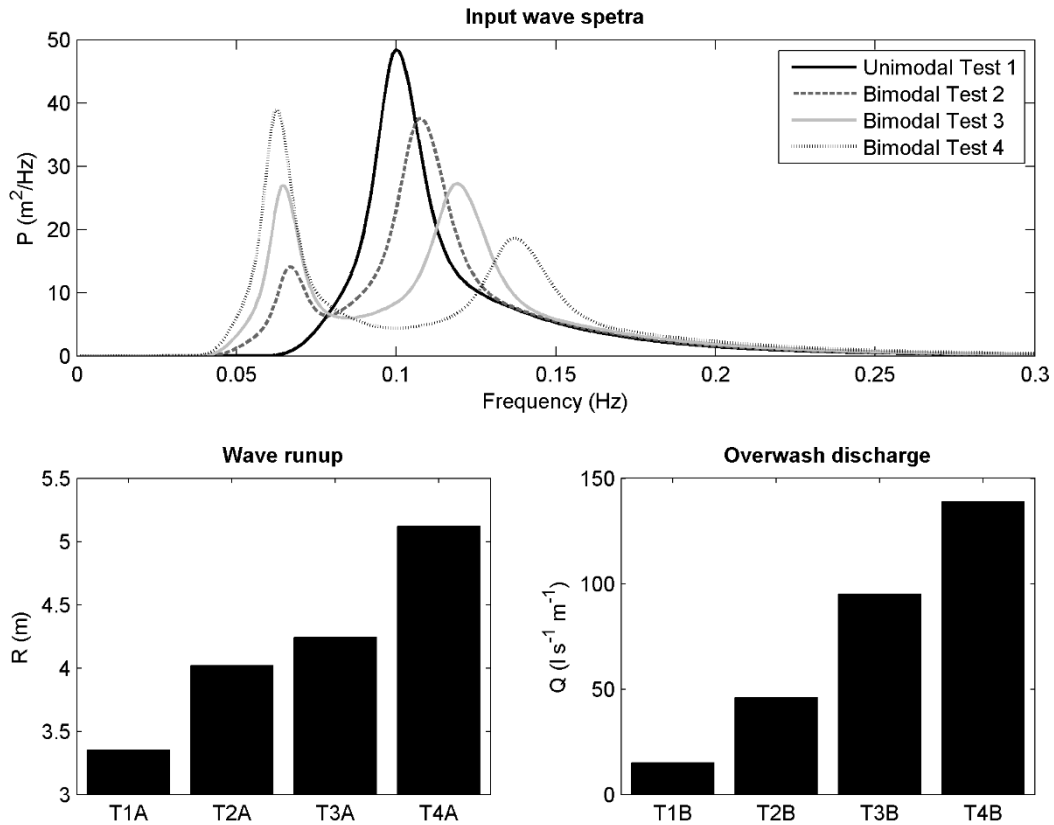 Input wave spetra
50
40
30
20
10
0
P (m²/Hz)
Unimodal Test 1
Bimodal Test 2
Bimodal Test 3
Bimodal Test 4
0 0.05 0.1 0.15 0.2 0.25 0.3
Frequency (Hz)
Wave runup
5.5
5
4.5
4
3.5
3
R (m)
T1A T2A T3A T4A
Overwash discharge
150
100
50
0
Q (l s⁻¹ m⁻¹)
T1B T2B T3B T4B